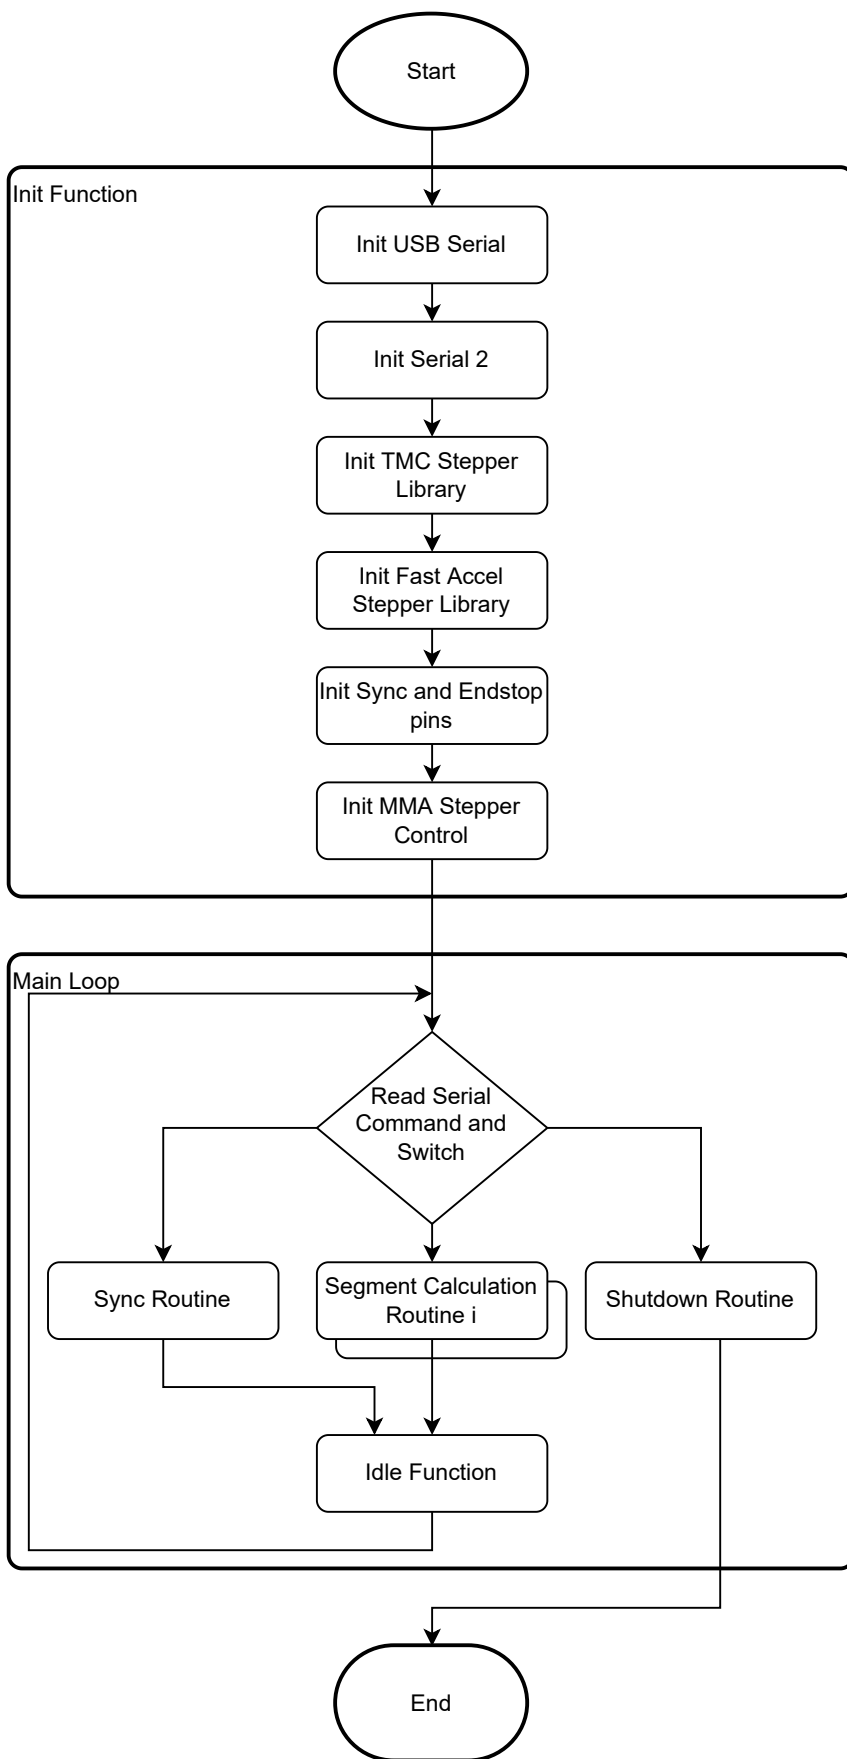 Start
Init Function
Init USB Serial
Init Serial 2
Init TMC Stepper
Library
Init Fast Accel
Stepper Library
Init Sync and Endstop
pins
Init MMA Stepper
Control
Main Loop
Read Serial
Command and
Switch
Sync Routine
Segment Calculation
Routine i
Shutdown Routine
Idle Function
End